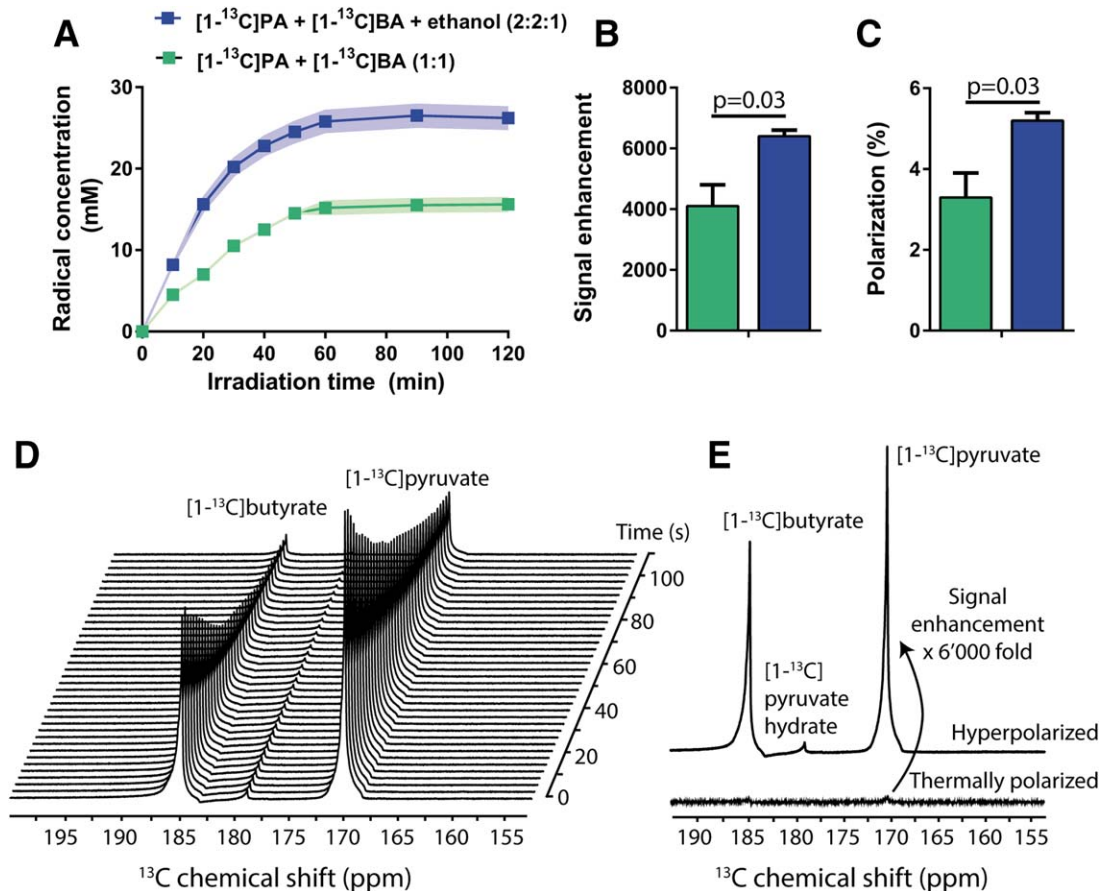 A
[1-¹³C]PA + [1-¹³C]BA + ethanol (2:2:1)
[1-¹³C]PA + [1-¹³C]BA (1:1)
Radical concentration
(mM)
30
20
10
0
0
20
40
60
80
100
120
Irradiation time (min)
B
Signal enhancement
8000
6000
4000
2000
0
p=0.03
C
Polarization (%)
6
4
2
0
p=0.03
D
[1-¹³C]butyrate
[1-¹³C]pyruvate
Time (s)
100
80
60
40
20
0
195
190
185
180
175
170
165
160
155
¹³C chemical shift (ppm)
E
[1-¹³C]pyruvate
[1-¹³C]butyrate
[1-¹³C]
pyruvate
hydrate
Signal
enhancement
x 6'000 fold
Hyperpolarized
Thermally polarized
190
185
180
175
170
165
160
155
¹³C chemical shift (ppm)